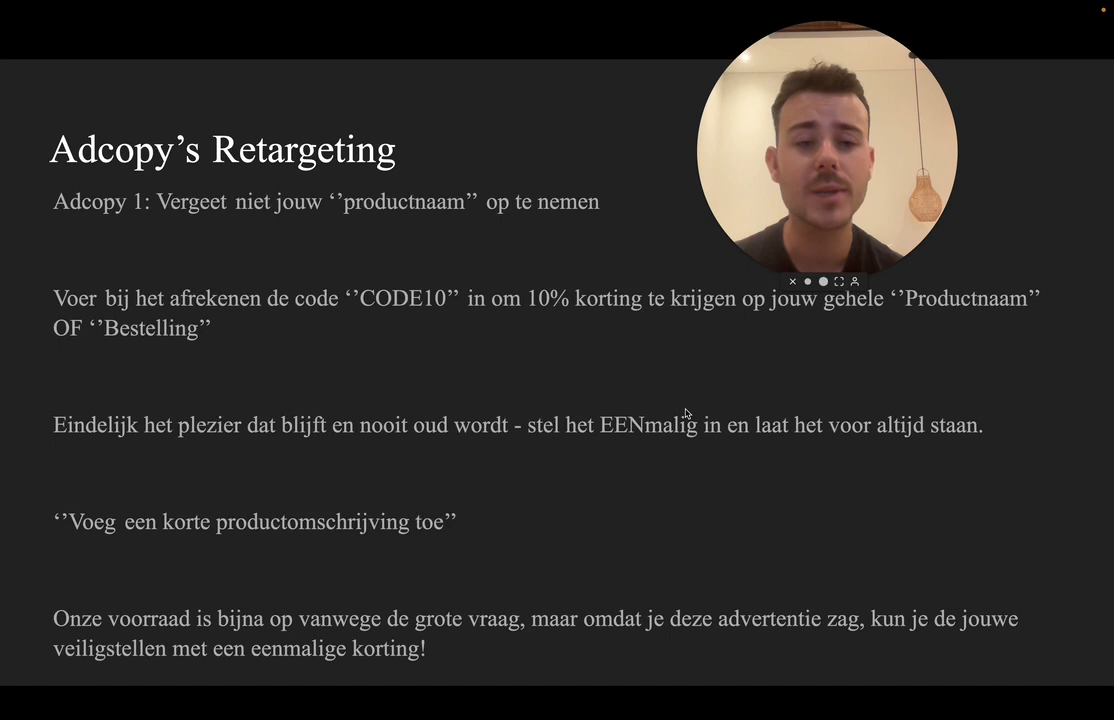 Adcopy’s Retargeting
Adcopy 1: Vergeet niet jouw ‘’productnaam’’ op te nemen
Voer bij het afrekenen de code ‘’CODE10’’ in om 10% korting te krijgen op jouw gehele ‘’Productnaam’’
OF ‘’Bestelling’’
Eindelijk het plezier dat blijft en nooit oud wordt - stel het EENmalig in en laat het voor altijd staan.
‘’Voeg een korte productomschrijving toe’’
Onze voorraad is bijna op vanwege de grote vraag, maar omdat je deze advertentie zag, kun je de jouwe
veiligstellen met een eenmalige korting!